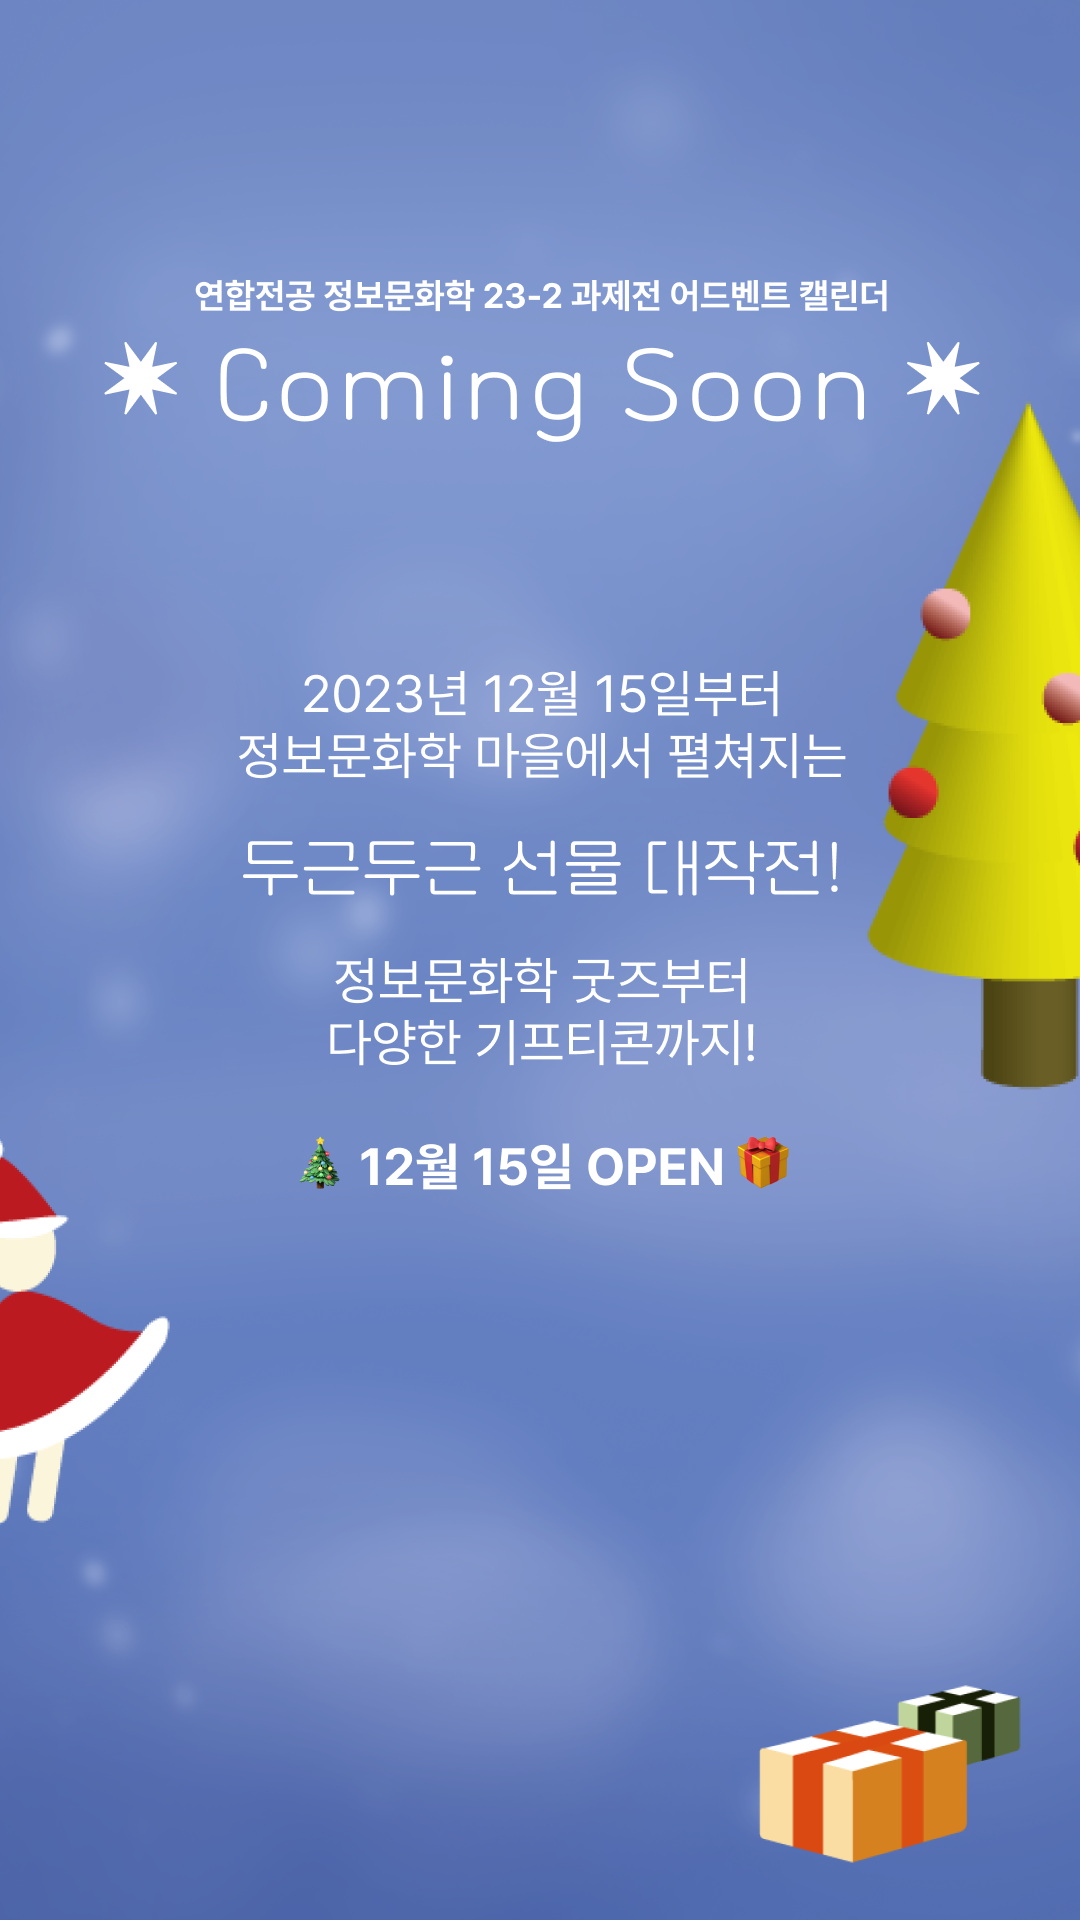 연합전공 정보문화학 23-2 과제전 어드벤트 캘린더
Coming Soon
2023년 12월 15일부터
정보문화학 마을에서 펼쳐지는
두근두근 선물 대작전!
정보문화학 굿즈부터
다양한 기프티콘까지!
🎄 12월 15일 OPEN 🎁